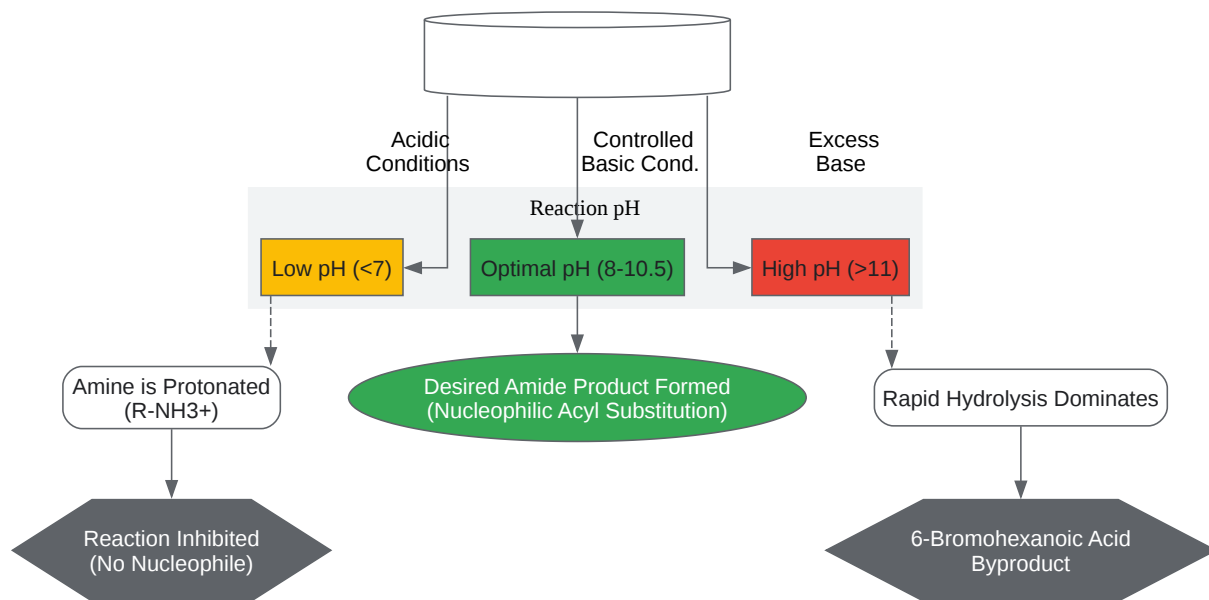 Acidic
Conditions
Controlled
Basic Cond.
Excess
Base
Reaction pH
Low pH (<7)
Optimal pH (8-10.5)
High pH (>11)
Amine is Protonated
(R-NH3+)
Desired Amide Product Formed
(Nucleophilic Acyl Substitution)
Rapid Hydrolysis Dominates
Reaction Inhibited
(No Nucleophile)
6-Bromohexanoic Acid
Byproduct